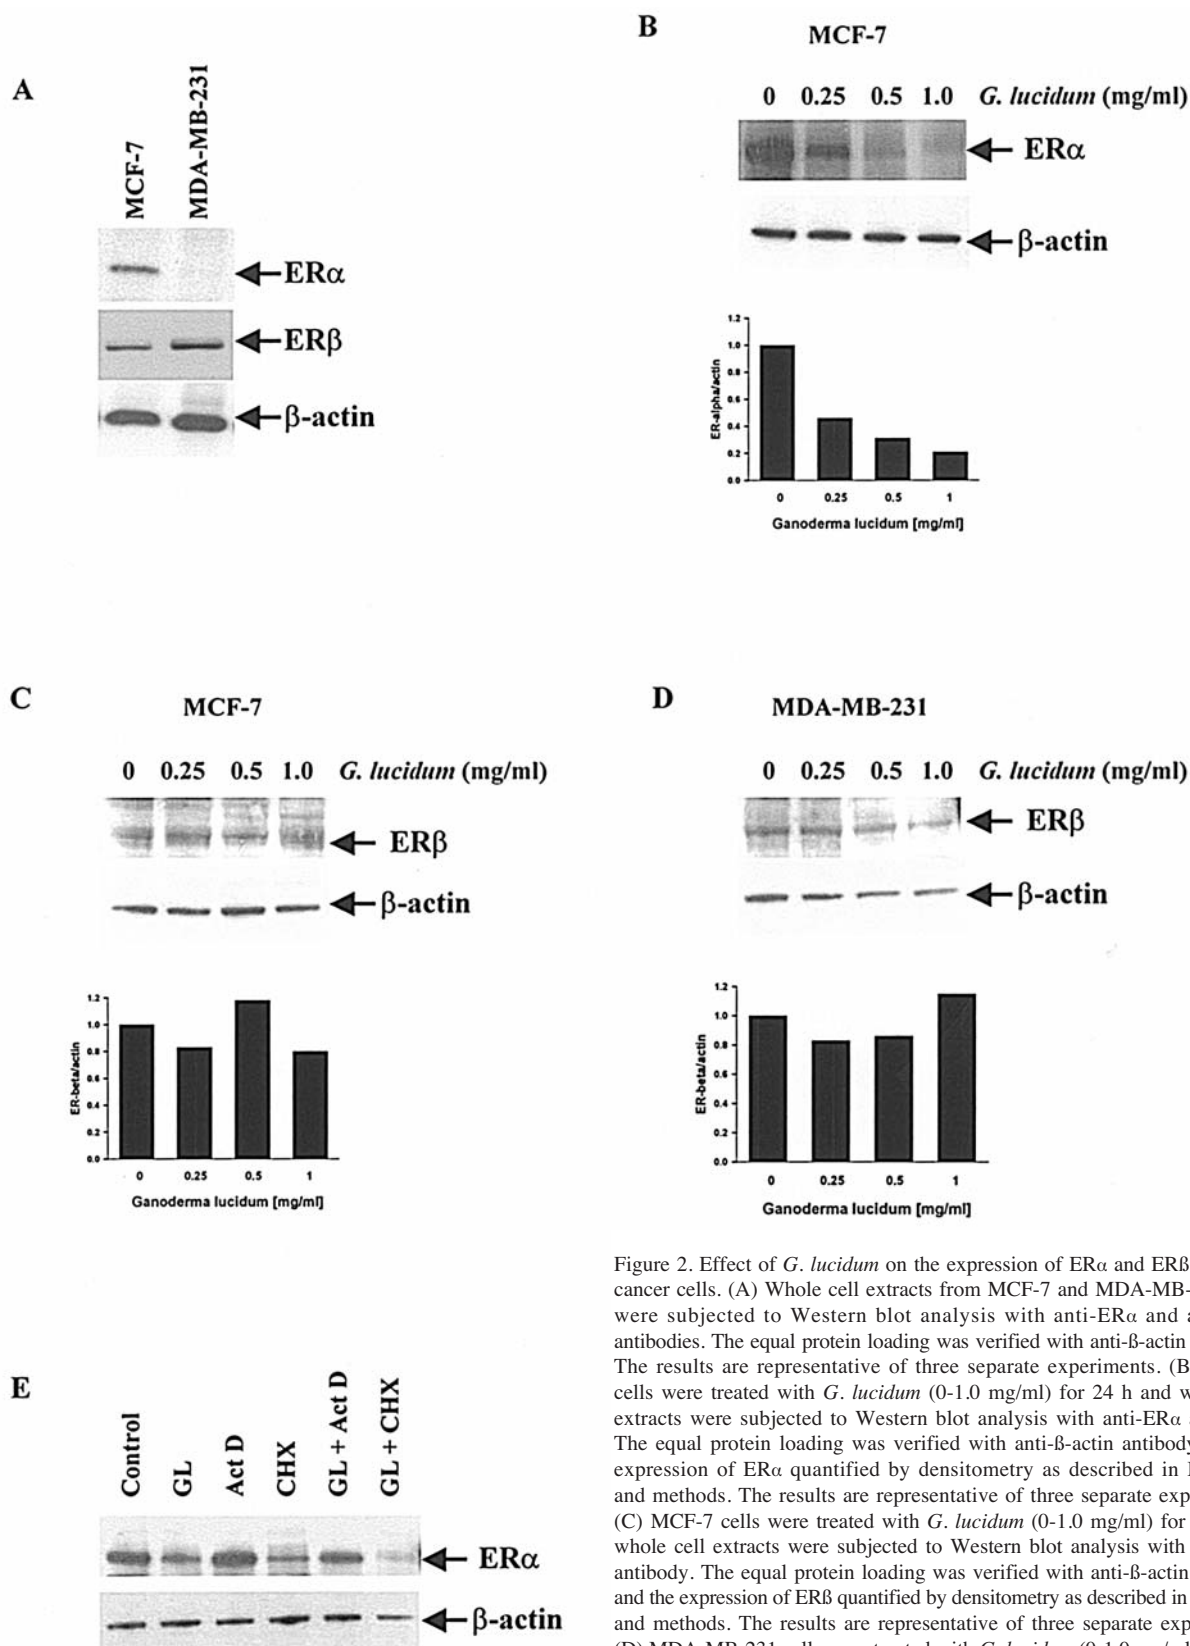 A
MCF-7
MDA-MB-231
ERα
ERβ
β-actin
B
MCF-7
0 0.25 0.5 1.0 G. lucidum (mg/ml)
ERα
β-actin
ER-alpha/actin
1.2
1.0
0.8
0.6
0.4
0.2
0.0
0 0.25 0.5 1
Ganoderma lucidum [mg/ml]
C
MCF-7
0 0.25 0.5 1.0 G. lucidum (mg/ml)
ERβ
β-actin
ER-beta/actin
1.2
1.0
0.8
0.6
0.4
0.2
0.0
0 0.25 0.5 1
Ganoderma lucidum [mg/ml]
D
MDA-MB-231
0 0.25 0.5 1.0 G. lucidum (mg/ml)
ERβ
β-actin
ER-beta/actin
1.2
1.0
0.8
0.6
0.4
0.2
0.0
0 0.25 0.5 1
Ganoderma lucidum [mg/ml]
E
Control
GL
Act D
CHX
GL + Act D
GL + CHX
ERα
β-actin
Figure 2. Effect of G. lucidum on the expression of ERα and ERß
cancer cells. (A) Whole cell extracts from MCF-7 and MDA-MB-
were subjected to Western blot analysis with anti-ERα and
antibodies. The equal protein loading was verified with anti-ß-actin
The results are representative of three separate experiments. (B
cells were treated with G. lucidum (0-1.0 mg/ml) for 24 h and
extracts were subjected to Western blot analysis with anti-ERα
The equal protein loading was verified with anti-ß-actin antibody
expression of ERα quantified by densitometry as described in
and methods. The results are representative of three separate
(C) MCF-7 cells were treated with G. lucidum (0-1.0 mg/ml) for
whole cell extracts were subjected to Western blot analysis with
antibody. The equal protein loading was verified with anti-ß-actin
and the expression of ERß quantified by densitometry as described in
and methods. The results are representative of three separate